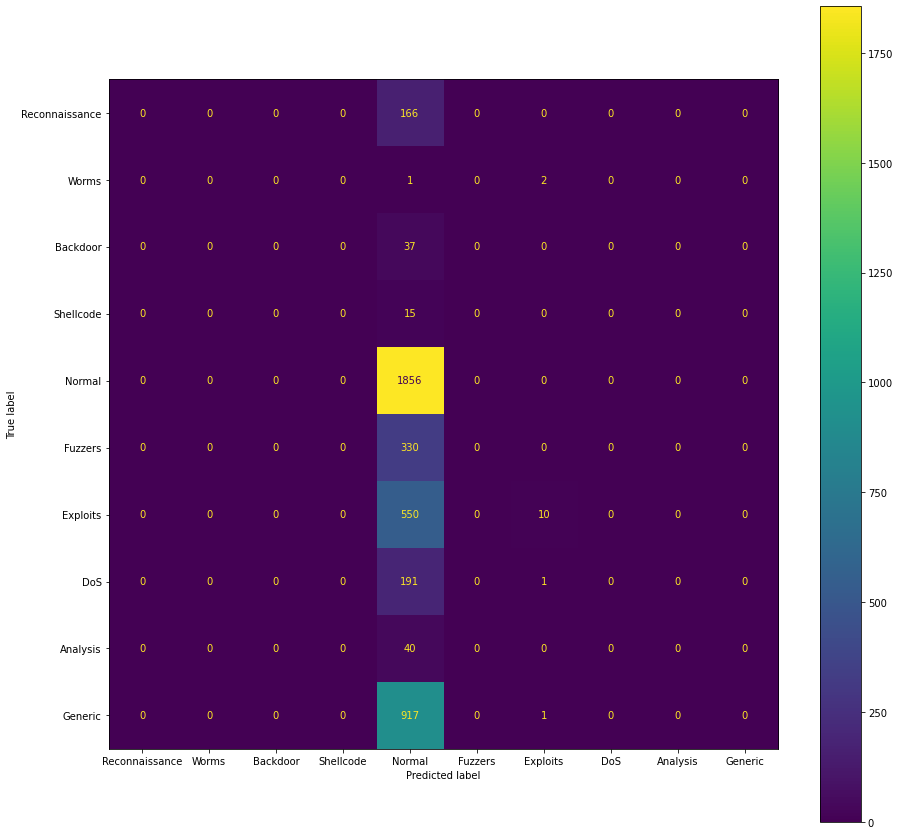 Reconnaissance 0 0 0 0 166 0 0 0 0 0
Worms 0 0 0 0 1 0 2 0 0 0
Backdoor 0 0 0 0 37 0 0 0 0 0
Shellcode 0 0 0 0 15 0 0 0 0 0
Normal 0 0 0 0 1856 0 0 0 0 0
Fuzzers 0 0 0 0 330 0 0 0 0 0
Exploits 0 0 0 0 550 0 10 0 0 0
DoS 0 0 0 0 191 0 1 0 0 0
Analysis 0 0 0 0 40 0 0 0 0 0
Generic 0 0 0 0 917 0 1 0 0 0
Reconnaissance Worms Backdoor Shellcode Normal Fuzzers Exploits DoS Analysis Generic
Predicted label
True label
1750
1500
1250
1000
750
500
250
0